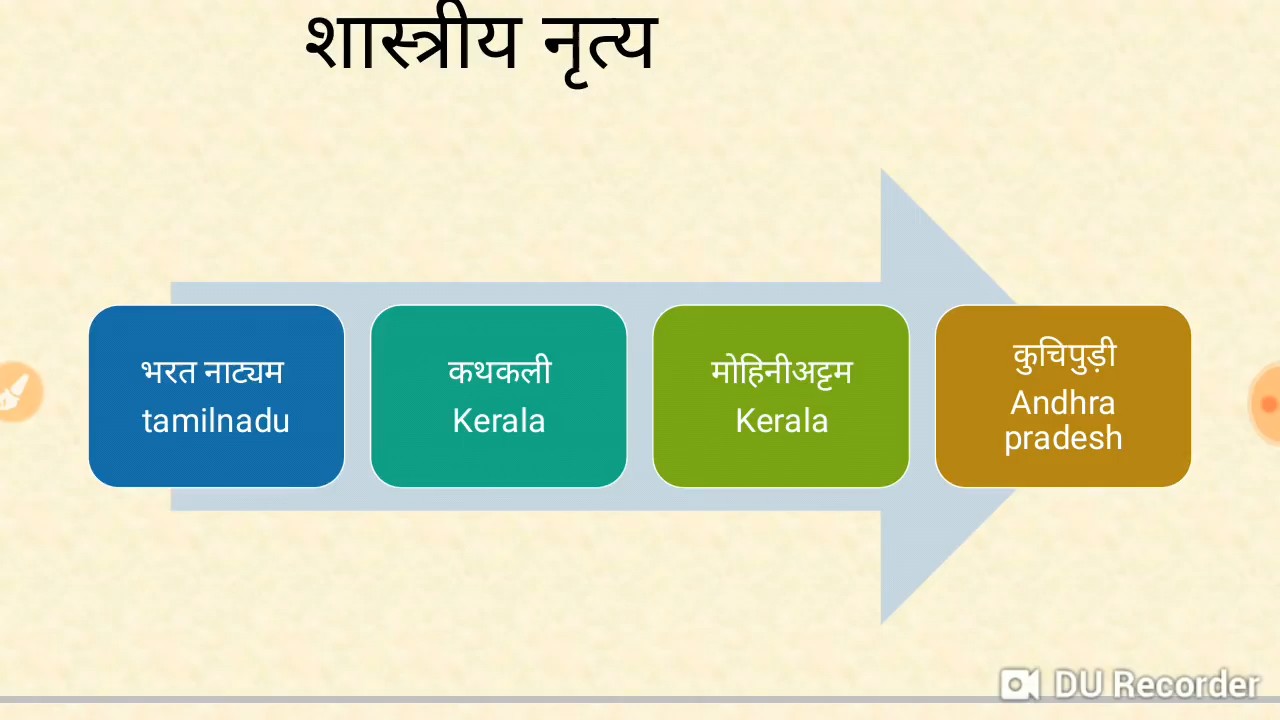 शास्त्रीय नृत्य
भरत नाट्यम
tamilnadu
कथकली
Kerala
मोहिनीअट्टम
Kerala
कुचिपुड़ी
Andhra
pradesh
DU Recorder